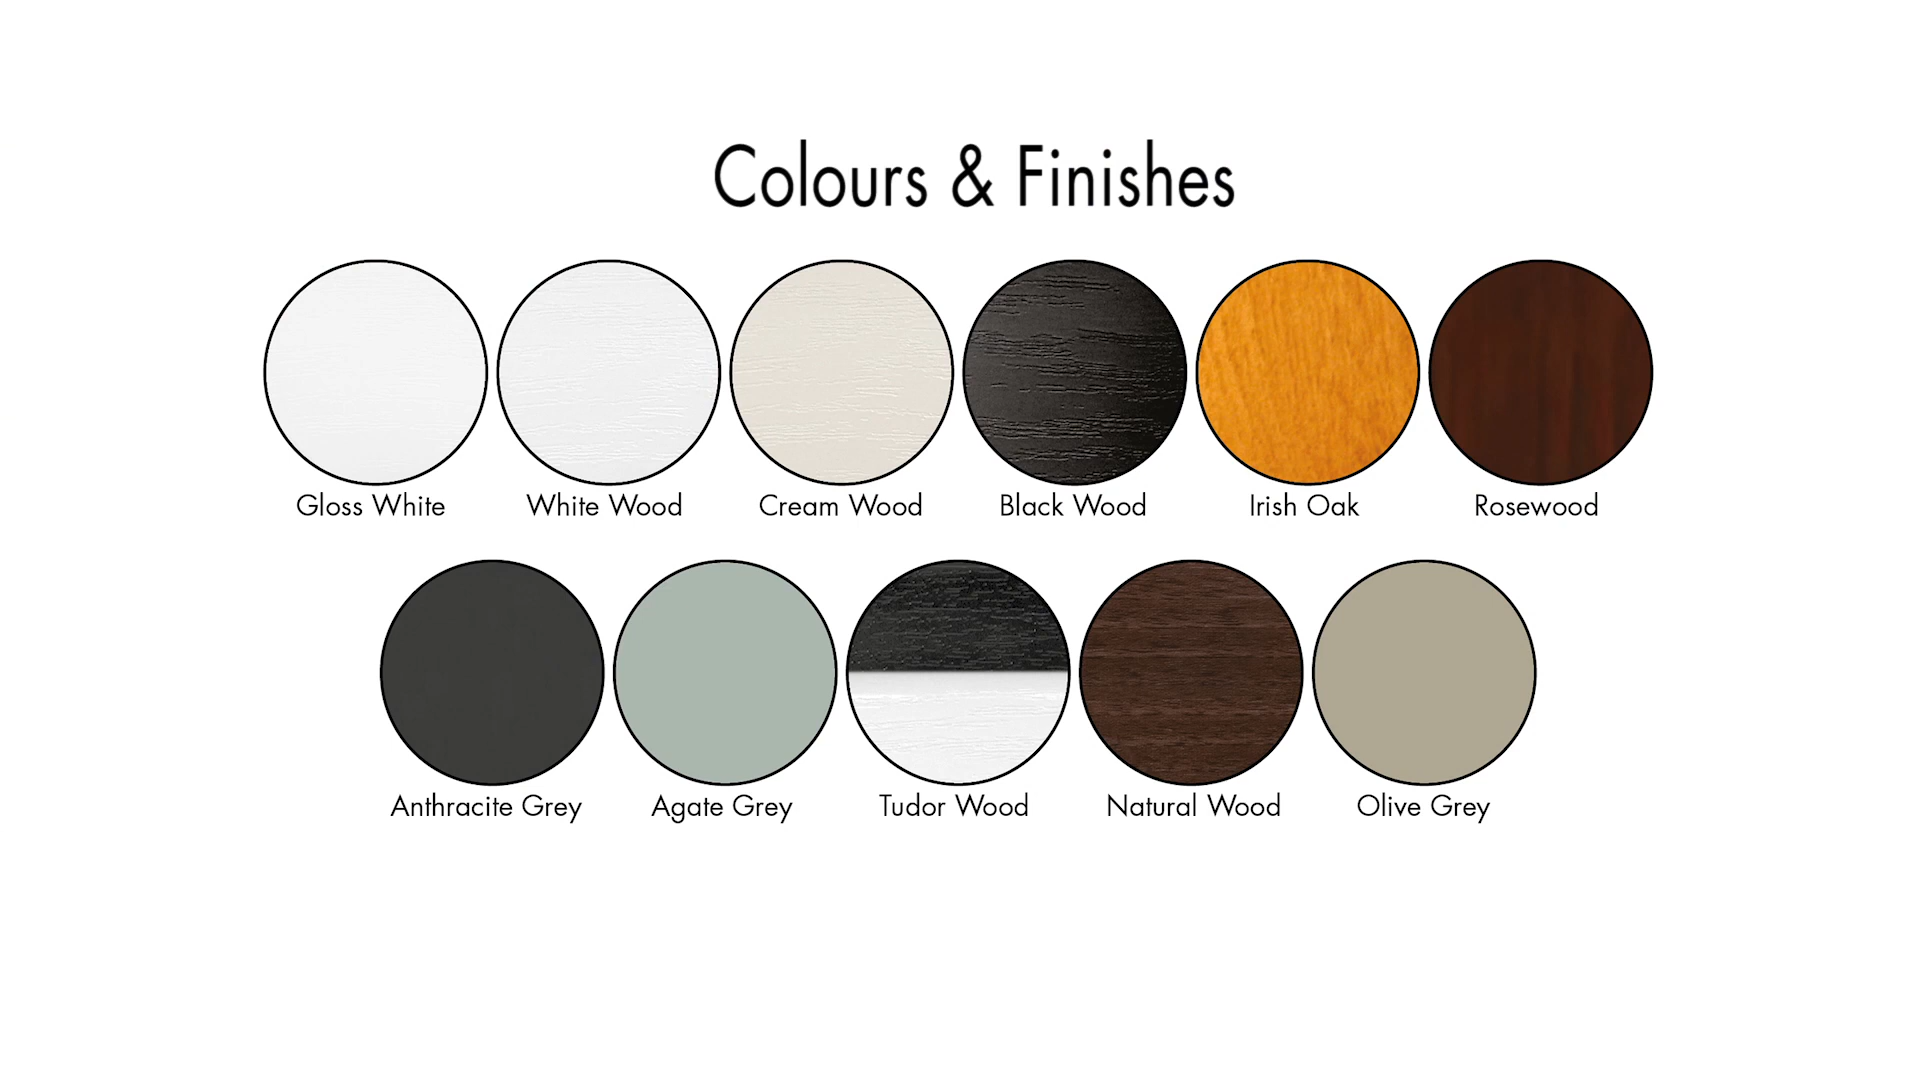 Colours & Finishes
Gloss White
White Wood
Cream Wood
Black Wood
Irish Oak
Rosewood
Anthracite Grey
Agate Grey
Tudor Wood
Natural Wood
Olive Grey